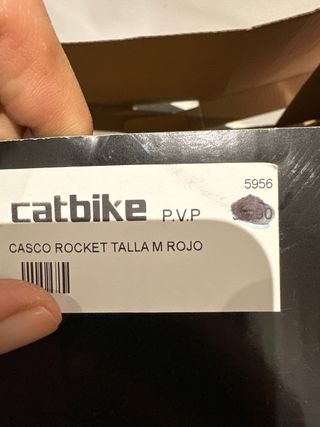 5956
catbike P.V.P
CASCO ROCKET TALLA M ROJO